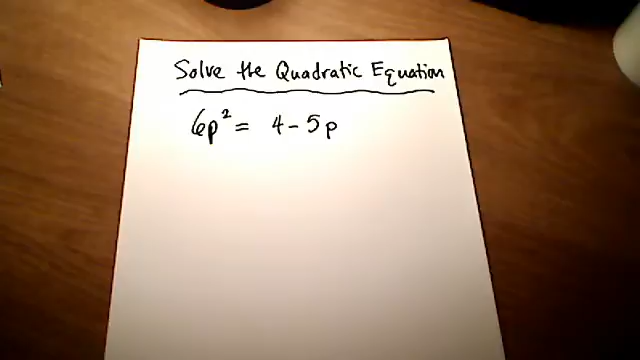 Solve the Quadratic Equation
6p² = 4 - 5p